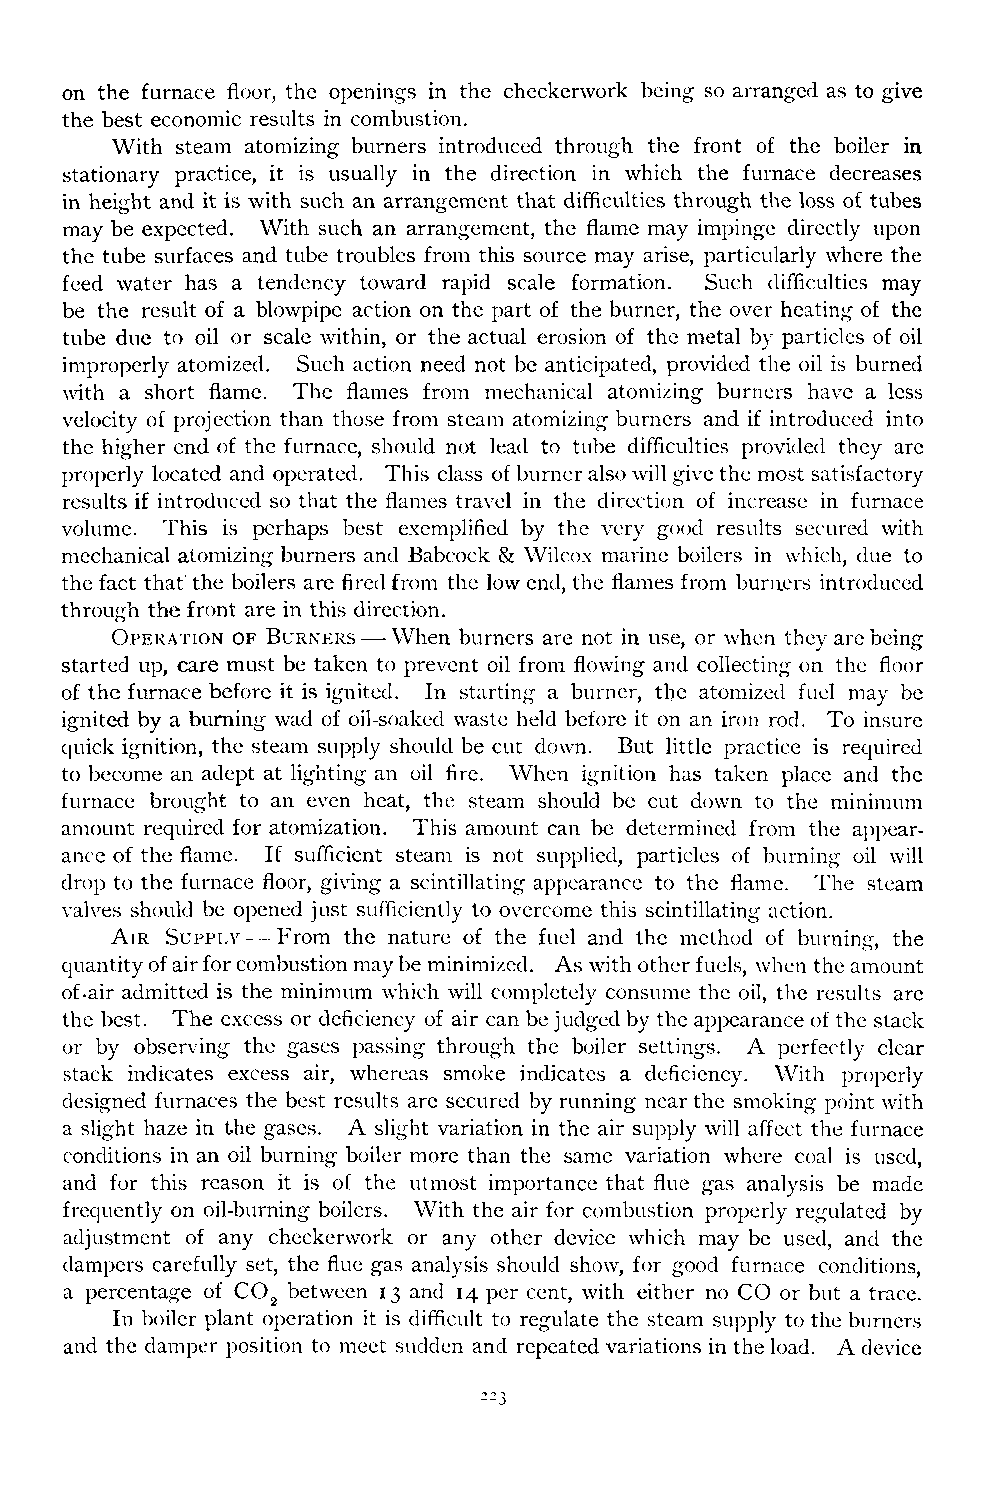 on the furnace floor, the openings in the checkerwork being so arranged as to give
the best economic results in combustion.
With steam atomizing burners introduced through the front of the boiler in
stationary practice, it is usually in the direction in which the furnace decreases
in height and it is with such an arrangement that difficulties through the loss of tubes
may be expected. With such an arrangement, the flame may impinge directly upon
the tube surfaces and tube troubles from this source may arise, particularly where the
feed water has a tendency toward rapid scale formation. Such difficulties may
be the result of a blowpipe action on the part of the burner, the over heating of the
tube due to oil or scale within, or the actual erosion of the metal by particles of oil
improperly atomized. Such action need not be anticipated, provided the oil is burned
with a short flame. The flames from mechanical atomizing burners have a less
velocity of projection than those from steam atomizing burners and if introduced into
the higher end of the furnace, should not lead to tube difficulties provided they are
properly located and operated. This class of burner also will give the most satisfactory
results if introduced so that the flames travel in the direction of increase in furnace
volume. This is perhaps best exemplified by the very good results secured with
mechanical atomizing burners and Babcock & Wilcox marine boilers in which, due to
the fact that the boilers are fired from the low end, the flames from burners introduced
through the front are in this direction.
OPERATION OF BURNERS — When burners are not in use, or when they are being
started up, care must be taken to prevent oil from flowing and collecting on the floor
of the furnace before it is ignited. In starting a burner, the atomized fuel may be
ignited by a burning wad of oil-soaked waste held before it on an iron rod. To insure
quick ignition, the steam supply should be cut down. But little practice is required
to become an adept at lighting an oil fire. When ignition has taken place and the
furnace brought to an even heat, the steam should be cut down to the minimum
amount required for atomization. This amount can be determined from the appear-
ance of the flame. If sufficient steam is not supplied, particles of burning oil will
drop to the furnace floor, giving a scintillating appearance to the flame. The steam
valves should be opened just sufficiently to overcome this scintillating action.
AIR SUPPLY — From the nature of the fuel and the method of burning, the
quantity of air for combustion may be minimized. As with other fuels, when the amount
of air admitted is the minimum which will completely consume the oil, the results are
the best. The excess or deficiency of air can be judged by the appearance of the stack
or by observing the gases passing through the boiler settings. A perfectly clear
stack indicates excess air, whereas smoke indicates a deficiency. With properly
designed furnaces the best results are secured by running near the smoking point with
a slight haze in the gases. A slight variation in the air supply will affect the furnace
conditions in an oil burning boiler more than the same variation where coal is used,
and for this reason it is of the utmost importance that flue gas analysis be made
frequently on oil-burning boilers. With the air for combustion properly regulated by
adjustment of any checkerwork or any other device which may be used, and the
dampers carefully set, the flue gas analysis should show, for good furnace conditions,
a percentage of CO₂ between 13 and 14 per cent, with either no CO or but a trace.
In boiler plant operation it is difficult to regulate the steam supply to the burners
and the damper position to meet sudden and repeated variations in the load. A device
223